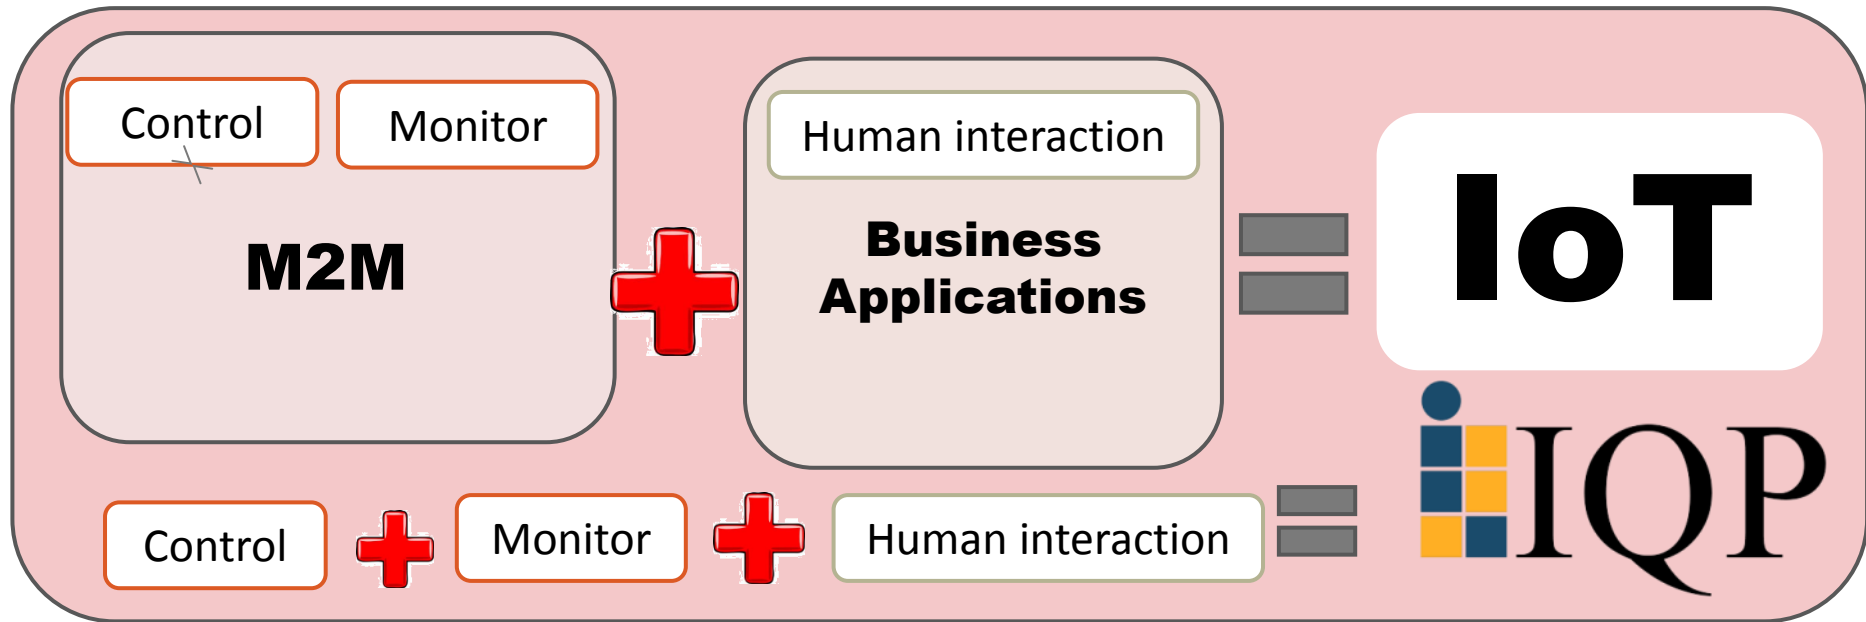 Control
Monitor
M2M
Human interaction
Business
Applications
IoT
Control
Monitor
Human interaction
IQP